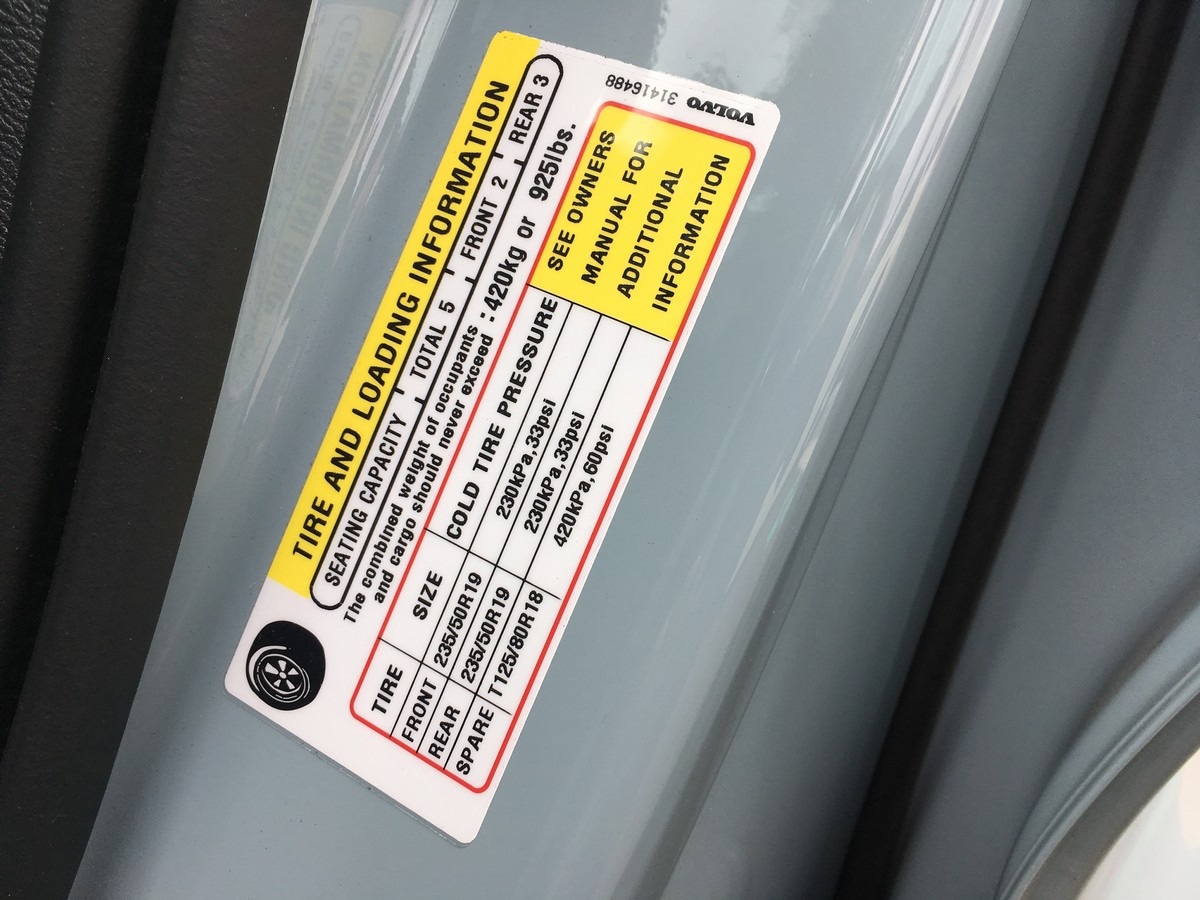 TIRE AND LOADING INFORMATION
SEATING CAPACITY TOTAL 5 FRONT 2 REAR 3
The combined weight of occupants
and cargo should never exceed : 420kg or 925lbs.
TIRE SIZE COLD TIRE PRESSURE
FRONT 235/50R19 230kPa,33psi
REAR 235/50R19 230kPa,33psi
SPARE T125/80R18 420kPa,60psi
SEE OWNERS
MANUAL FOR
ADDITIONAL
INFORMATION
VOLVO 31416488